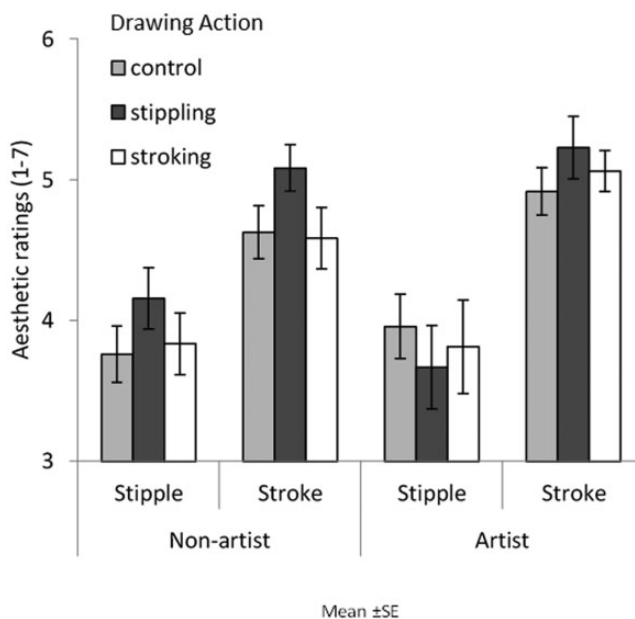 Drawing Action
control
stippling
stroking
Aesthetic ratings (1-7)
6
5
4
3
Stipple Stroke Stipple Stroke
Non-artist Artist
Mean ±SE